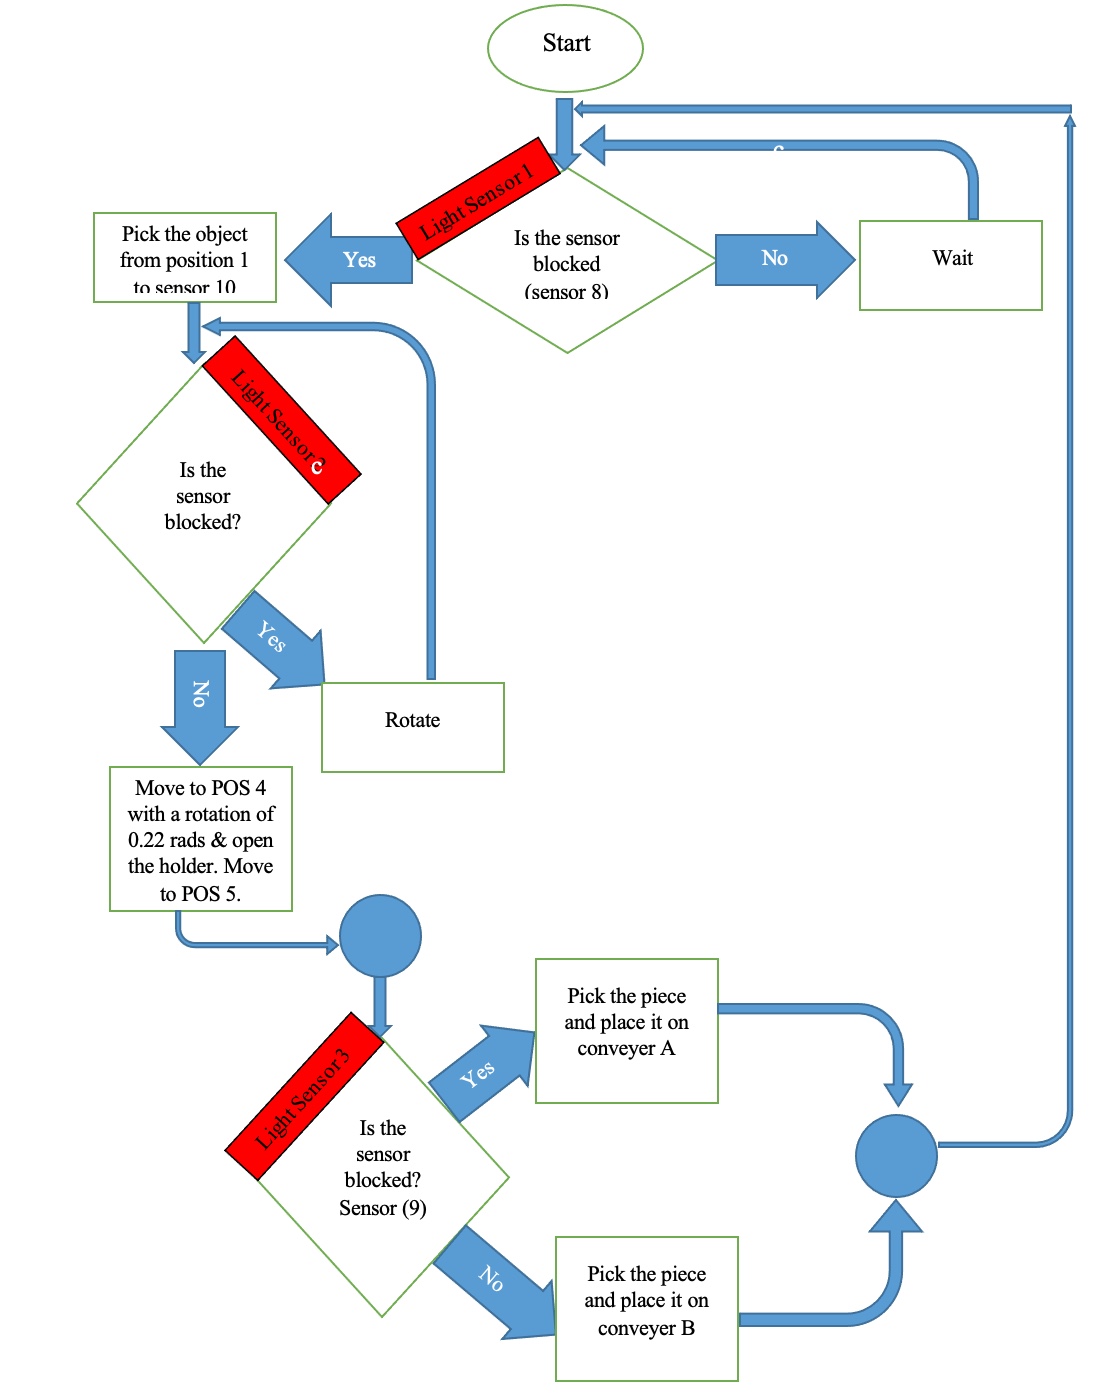 Start
Light Sensor 1
Is the sensor
blocked
(sensor 8)
Yes
No
Wait
c
Pick the object
from position 1
to sensor 10
Light Sensor
c
Is the
sensor
blocked?
Yes
No
Rotate
Move to POS 4
with a rotation of
0.22 rads & open
the holder. Move
to POS 5.
Light Sensor 3
Is the
sensor
blocked?
Sensor (9)
Yes
Pick the piece
and place it on
conveyer A
No
Pick the piece
and place it on
conveyer B